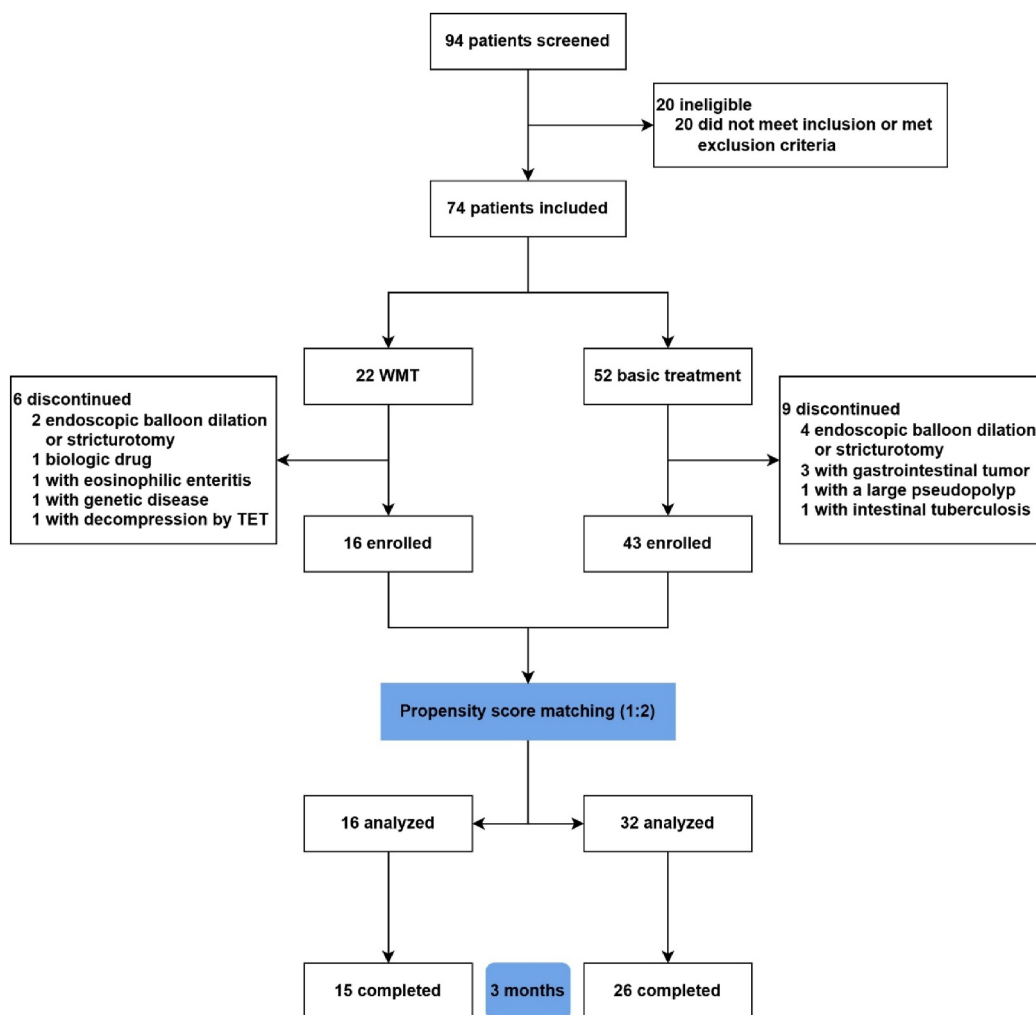 94 patients screened
20 ineligible
20 did not meet inclusion or met
exclusion criteria
74 patients included
22 WMT
52 basic treatment
6 discontinued
2 endoscopic balloon dilation
or stricturotomy
1 biologic drug
1 with eosinophilic enteritis
1 with genetic disease
1 with decompression by TET
9 discontinued
4 endoscopic balloon dilation
or stricturotomy
3 with gastrointestinal tumor
1 with a large pseudopolyp
1 with intestinal tuberculosis
16 enrolled
43 enrolled
Propensity score matching (1:2)
16 analyzed
32 analyzed
15 completed
3 months
26 completed